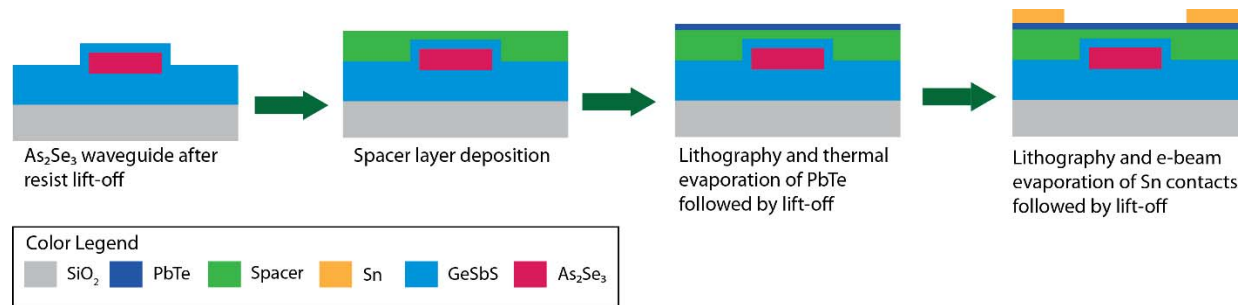 As₂Se₃ waveguide after
resist lift-off
Spacer layer deposition
Lithography and thermal
evaporation of PbTe
followed by lift-off
Lithography and e-beam
evaporation of Sn contacts
followed by lift-off
Color Legend
SiO₂ PbTe Spacer Sn GeSbS As₂Se₃